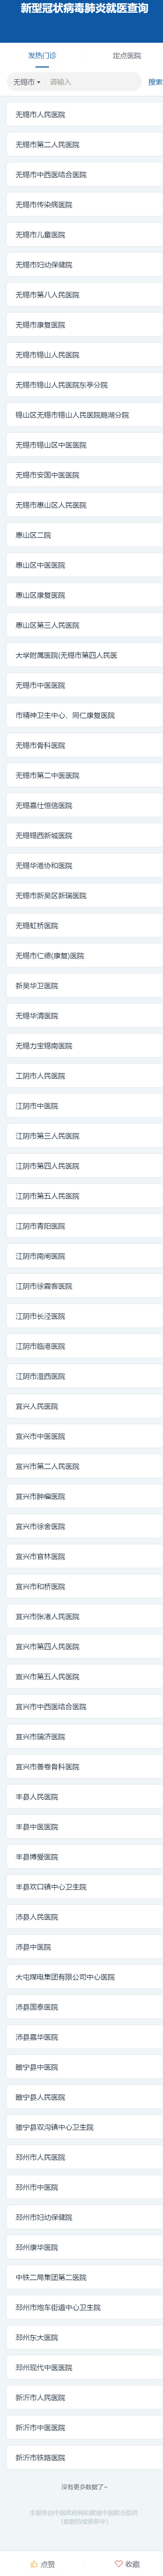 新型冠状病毒肺炎就医查询
发热门诊 定点医院
无锡市 请输入 搜索
无锡市人民医院
无锡市第二人民医院
无锡市中西医结合医院
无锡市传染病医院
无锡市儿童医院
无锡市妇幼保健院
无锡市第八人民医院
无锡市康复医院
无锡市锡山人民医院
无锡市锡山人民医院东亭分院
锡山区无锡市锡山人民医院鹅湖分院
无锡市锡山区中医医院
无锡市安国中医医院
无锡市惠山区人民医院
惠山区二院
惠山区中医医院
惠山区康复医院
惠山区第三人民医院
大学附属医院(无锡市第四人民医
无锡市中医医院
市精神卫生中心、同仁康复医院
无锡市骨科医院
无锡市第二中医医院
无锡嘉仕恒信医院
无锡锡西新城医院
无锡华港协和医院
无锡市新吴区新瑞医院
无锡虹桥医院
无锡市仁德(康复)医院
新吴华卫医院
无锡华清医院
无锡力宝锡南医院
江阴市人民医院
江阴市中医院
江阴市第三人民医院
江阴市第四人民医院
江阴市第五人民医院
江阴市青阳医院
江阴市南闸医院
江阴市徐霞客医院
江阴市长泾医院
江阴市临港医院
江阴市澄西医院
宜兴人民医院
宜兴市中医医院
宜兴市第二人民医院
宜兴市肿瘤医院
宜兴市徐舍医院
宜兴市官林医院
宜兴市和桥医院
宜兴市张渚人民医院
宜兴市第四人民医院
宜兴市第五人民医院
宜兴市中西医结合医院
宜兴市瑞济医院
宜兴市善卷骨科医院
丰县人民医院
丰县中医医院
丰县博爱医院
丰县欢口镇中心卫生院
沛县人民医院
沛县中医院
大屯煤电集团有限公司中心医院
沛县国泰医院
沛县嘉华医院
睢宁县中医院
睢宁县人民医院
睢宁县双沟镇中心卫生院
邳州市人民医院
邳州市中医院
邳州市妇幼保健院
邳州康华医院
中铁二局集团第二医院
邳州市炮车街道中心卫生院
邳州东大医院
邳州现代中医医院
新沂市人民医院
新沂市中医医院
新沂市铁路医院
没有更多数据了~
(数据持续更新中)
点赞 收藏